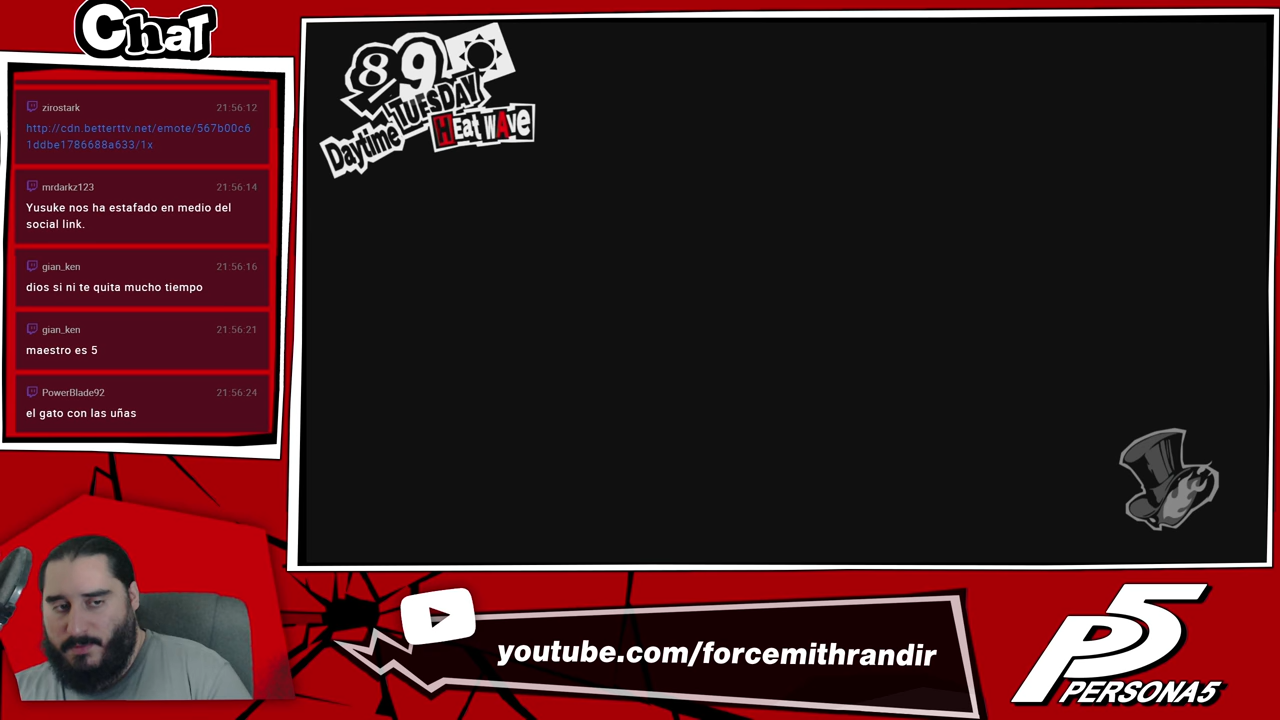 Chat
zirostark 21:56:12
http://cdn.betterttv.net/emote/567b00c6
1ddbe1786688a633/1x
mrdarkz123 21:56:14
Yusuke nos ha estafado en medio del
social link.
gian_ken 21:56:16
dios si ni te quita mucho tiempo
gian_ken 21:56:21
maestro es 5
PowerBlade92 21:56:24
el gato con las uñas
8 9
TUESDAY
Daytime
HEat wAve
youtube.com/forcemithrandir
P5
PERSONA5